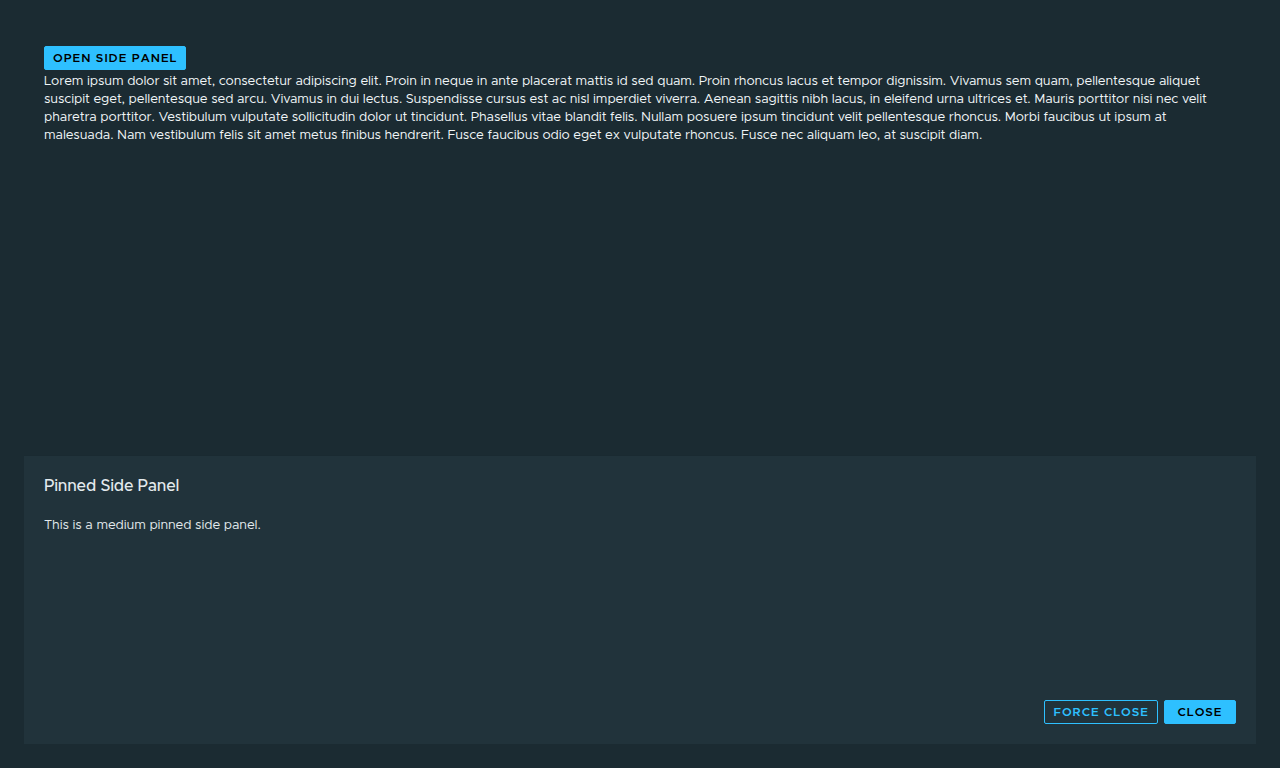 OPEN SIDE PANEL
Lorem ipsum dolor sit amet, consectetur adipiscing elit. Proin in neque in ante placerat mattis id sed quam. Proin rhoncus lacus et tempor dignissim. Vivamus sem quam, pellentesque aliquet
suscipit eget, pellentesque sed arcu. Vivamus in dui lectus. Suspendisse cursus est ac nisl imperdiet viverra. Aenean sagittis nibh lacus, in eleifend urna ultrices et. Mauris porttitor nisi nec velit
pharetra porttitor. Vestibulum vulputate sollicitudin dolor ut tincidunt. Phasellus vitae blandit felis. Nullam posuere ipsum tincidunt velit pellentesque rhoncus. Morbi faucibus ut ipsum at
malesuada. Nam vestibulum felis sit amet metus finibus hendrerit. Fusce faucibus odio eget ex vulputate rhoncus. Fusce nec aliquam leo, at suscipit diam.
Pinned Side Panel
This is a medium pinned side panel.
FORCE CLOSE
CLOSE